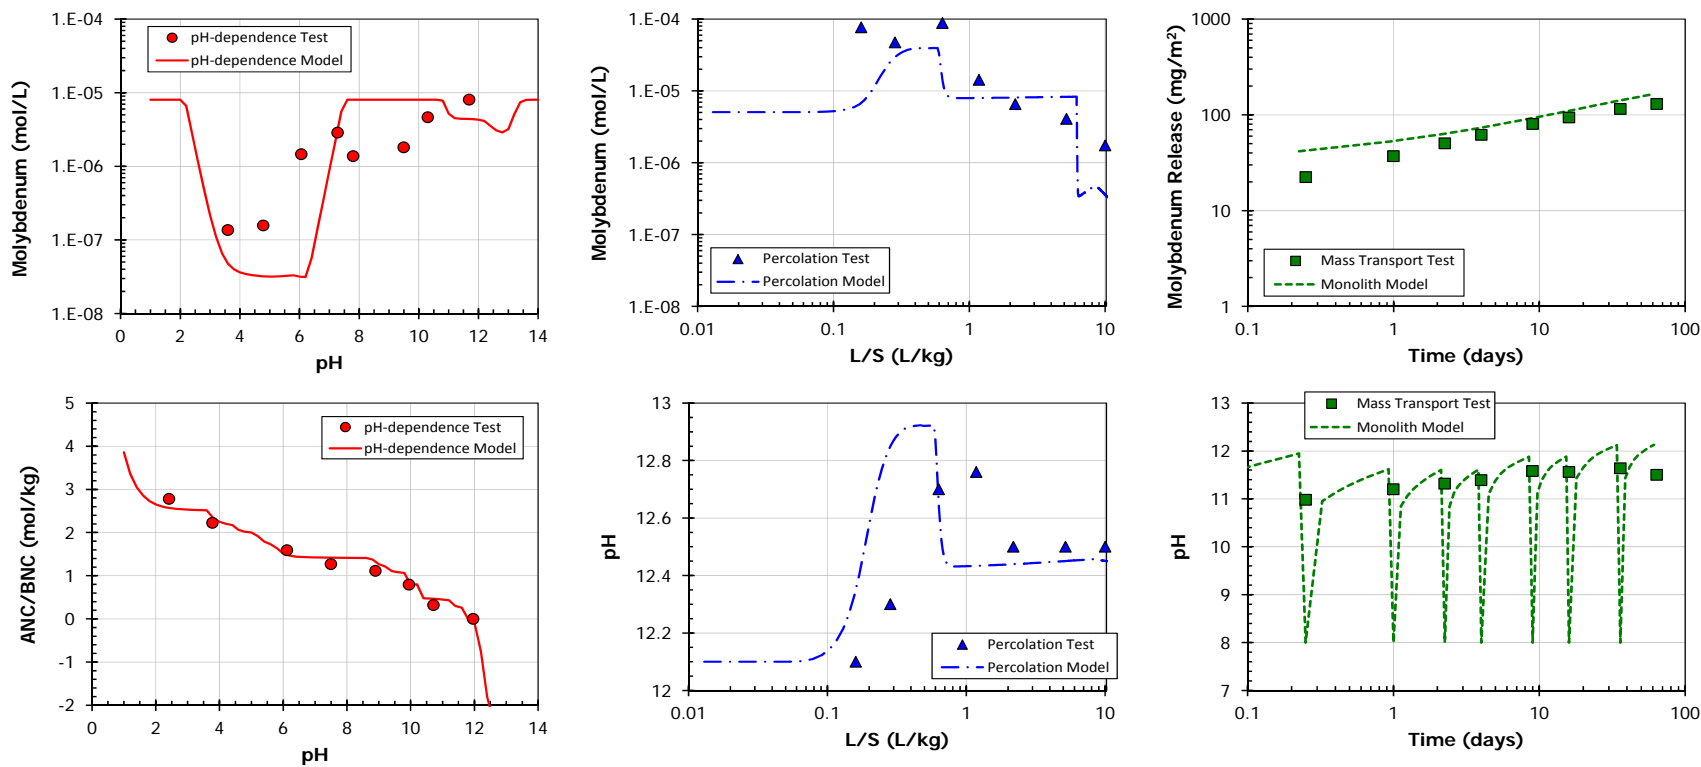 1.E-04
1.E-05
1.E-06
1.E-07
1.E-08
0 2 4 6 8 10 12 14
Molybdenum (mol/L)
pH
pH-dependence Test
pH-dependence Model
1.E-04
1.E-05
1.E-06
1.E-07
1.E-08
0.01 0.1 1 10
Molybdenum (mol/L)
L/S (L/kg)
Percolation Test
Percolation Model
1000
100
10
1
0.1 1 10 100
Molybdenum Release (mg/m²)
Time (days)
Mass Transport Test
Monolith Model
5
4
3
2
1
0
-1
-2
0 2 4 6 8 10 12 14
ANC/BNC (mol/kg)
pH
pH-dependence Test
pH-dependence Model
13
12.8
12.6
12.4
12.2
12
0.01 0.1 1 10
pH
L/S (L/kg)
Percolation Test
Percolation Model
13
12
11
10
9
8
7
0.1 1 10 100
pH
Time (days)
Mass Transport Test
Monolith Model